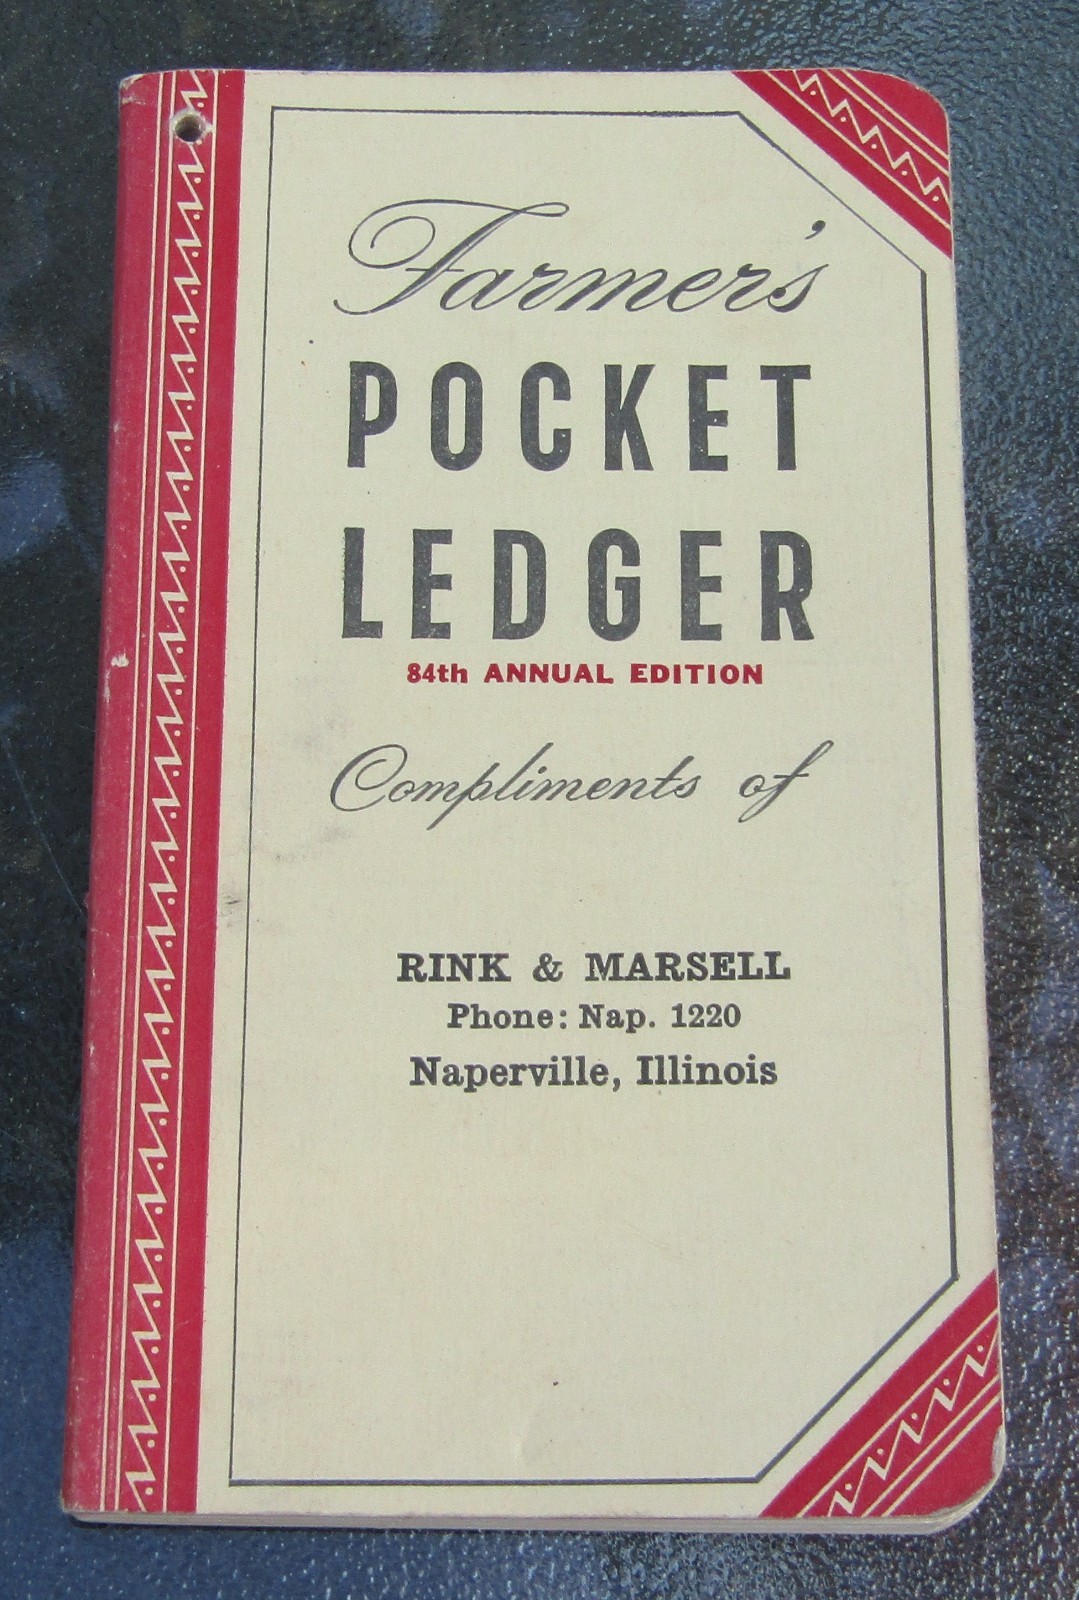 Farmer's
POCKET
LEDGER
84th ANNUAL EDITION
Compliments of
RINK & MARSELL
Phone: Nap. 1220
Naperville, Illinois